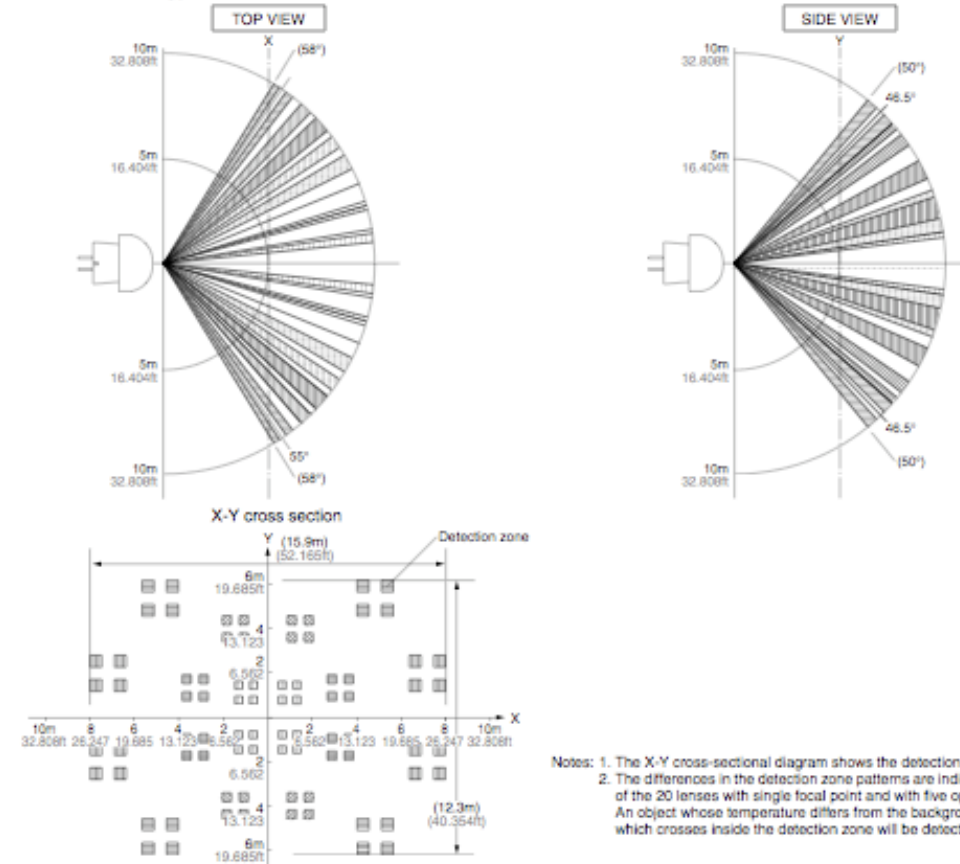 TOP VIEW
X
10m
32.808ft
(58°)
5m
16.404ft
5m
16.404ft
55°
(58°)
10m
32.808ft
SIDE VIEW
Y
10m
32.808ft
(50°)
46.5°
5m
16.404ft
5m
16.404ft
46.5°
(50°)
10m
32.808ft
X-Y cross section
Y
(15.9m)
(52.165ft)
Detection zone
6m
19.685ft
4
13.123
2
6.562
10m 8 6 4 2 2 4 6 8 10m X
32.808ft 26.247 19.685 13.123 6.562 6.562 13.123 19.685 26.247 32.808ft
2
6.562
4
13.123
(12.3m)
(40.354ft)
6m
19.685ft
Notes: 1. The X-Y cross-sectional diagram shows the detection
2. The differences in the detection zone patterns are indi
of the 20 lenses with single focal point and with five op
An object whose temperature differs from the backgro
which crosses inside the detection zone will be detect